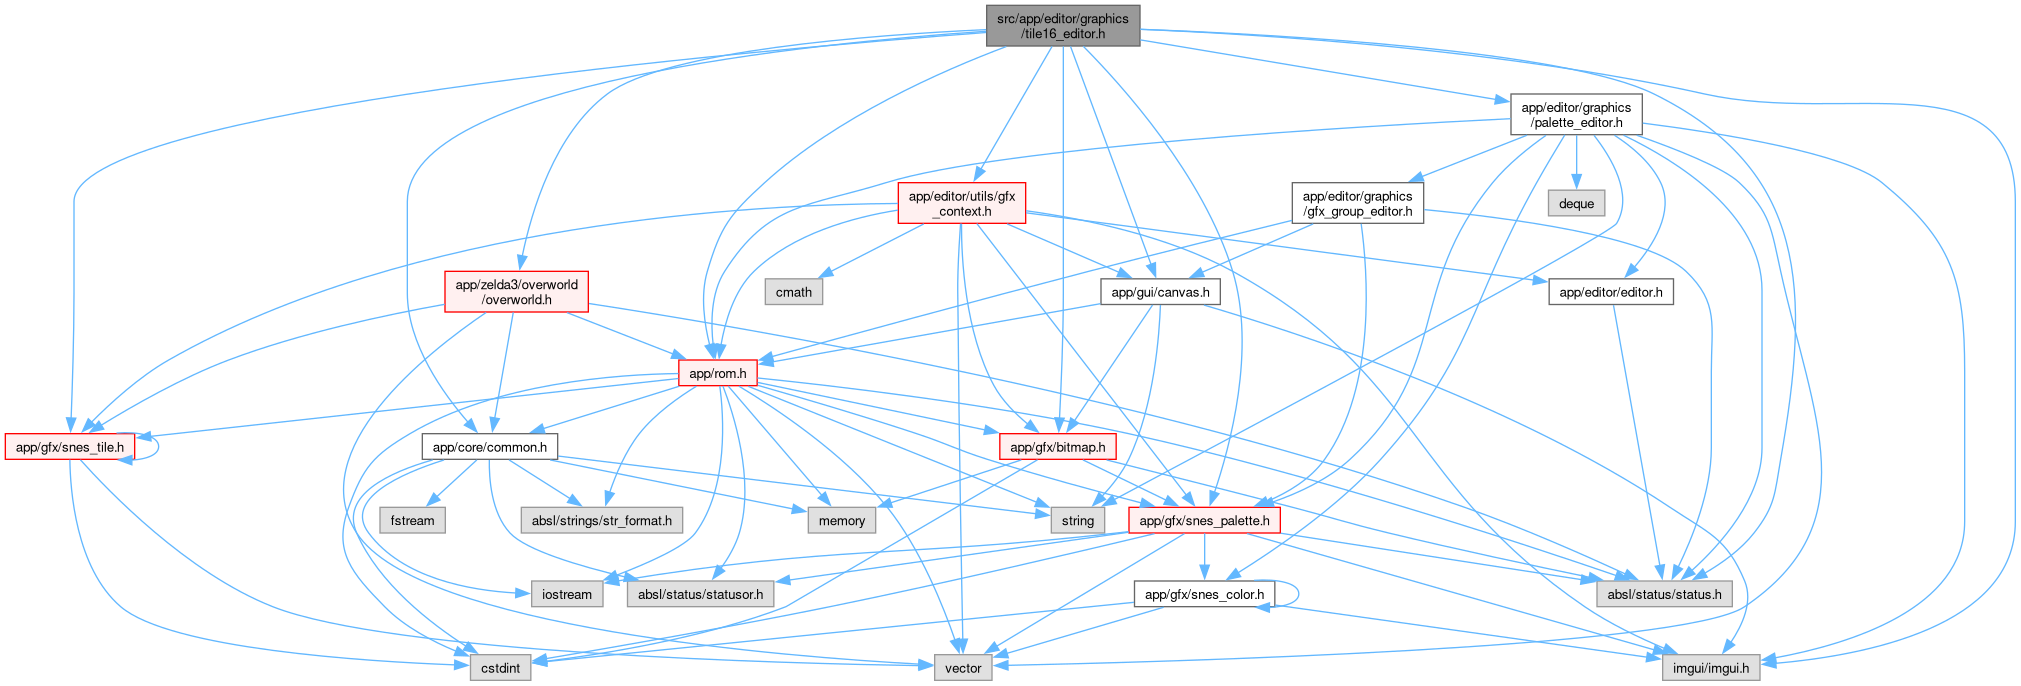 src/app/editor/graphics
/tile16_editor.h
app/editor/graphics
/palette_editor.h
app/editor/utils/gfx
_context.h
app/editor/graphics
/gfx_group_editor.h
deque
app/zelda3/overworld
/overworld.h
cmath
app/gui/canvas.h
app/editor/editor.h
app/rom.h
app/gfx/snes_tile.h
app/core/common.h
app/gfx/bitmap.h
fstream
absl/strings/str_format.h
memory
string
app/gfx/snes_palette.h
iostream
absl/status/statusor.h
app/gfx/snes_color.h
absl/status/status.h
cstdint
vector
imgui/imgui.h